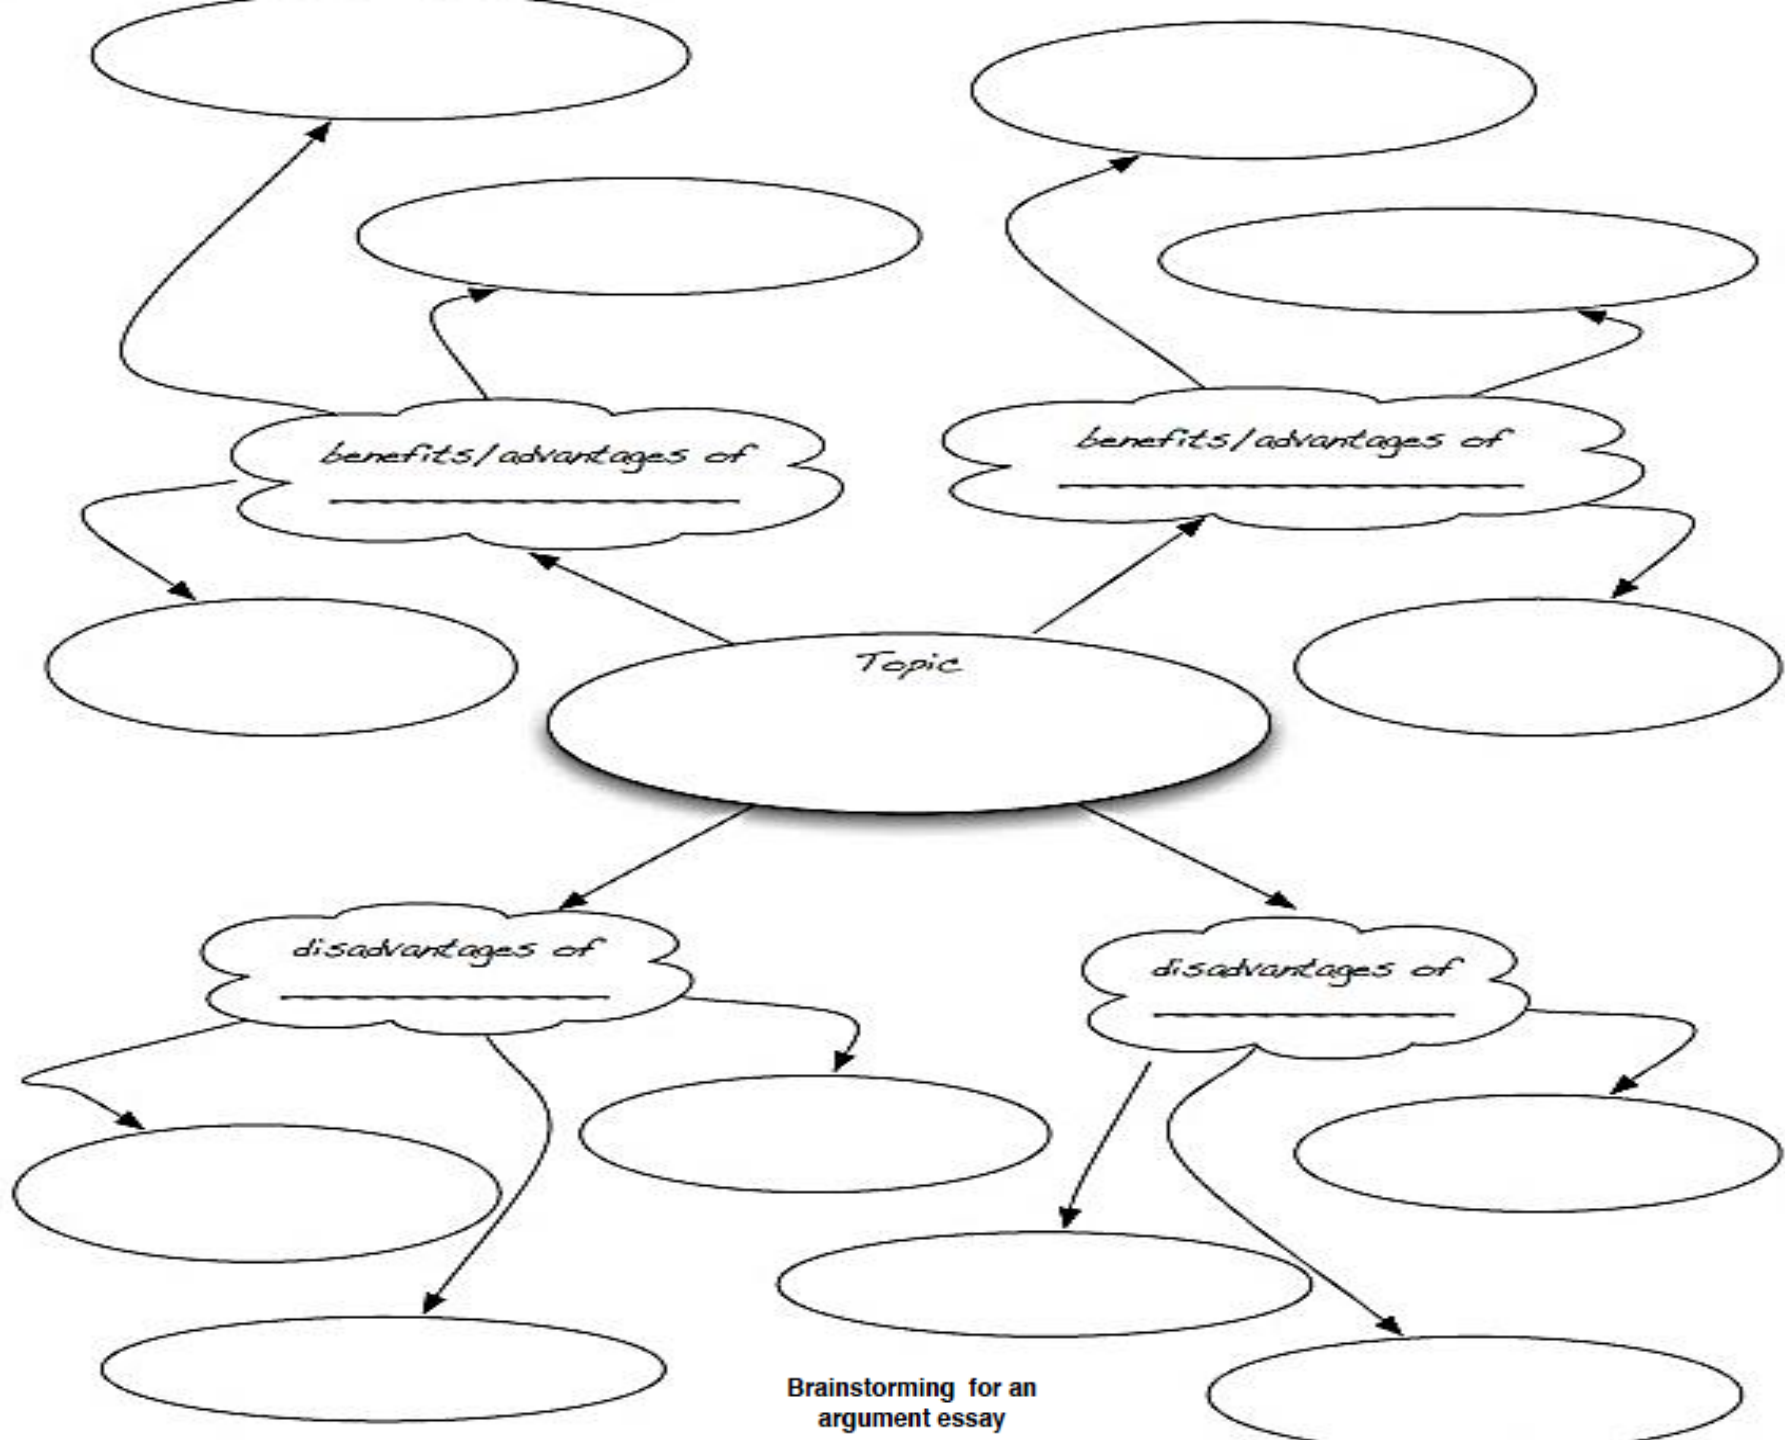 benefits/advantages of
benefits/advantages of
Topic
disadvantages of
disadvantages of
Brainstorming for an
argument essay